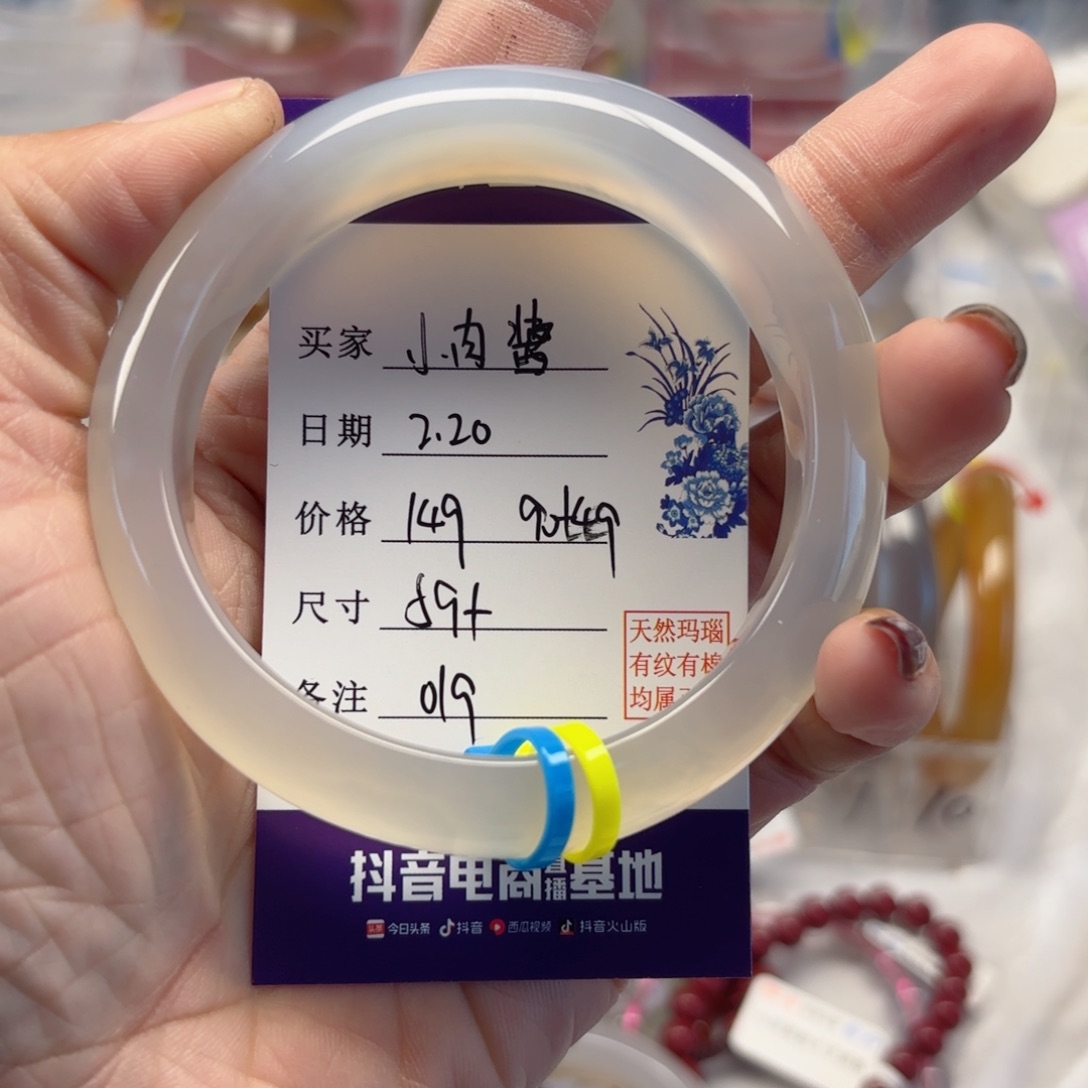 买家 小肉酱
日期 2.20
价格 149
尺寸 59+
备注 019
天然玛瑙
有纹有棉
均属
抖音电商直播基地
今日头条 抖音 西瓜视频 抖音火山版